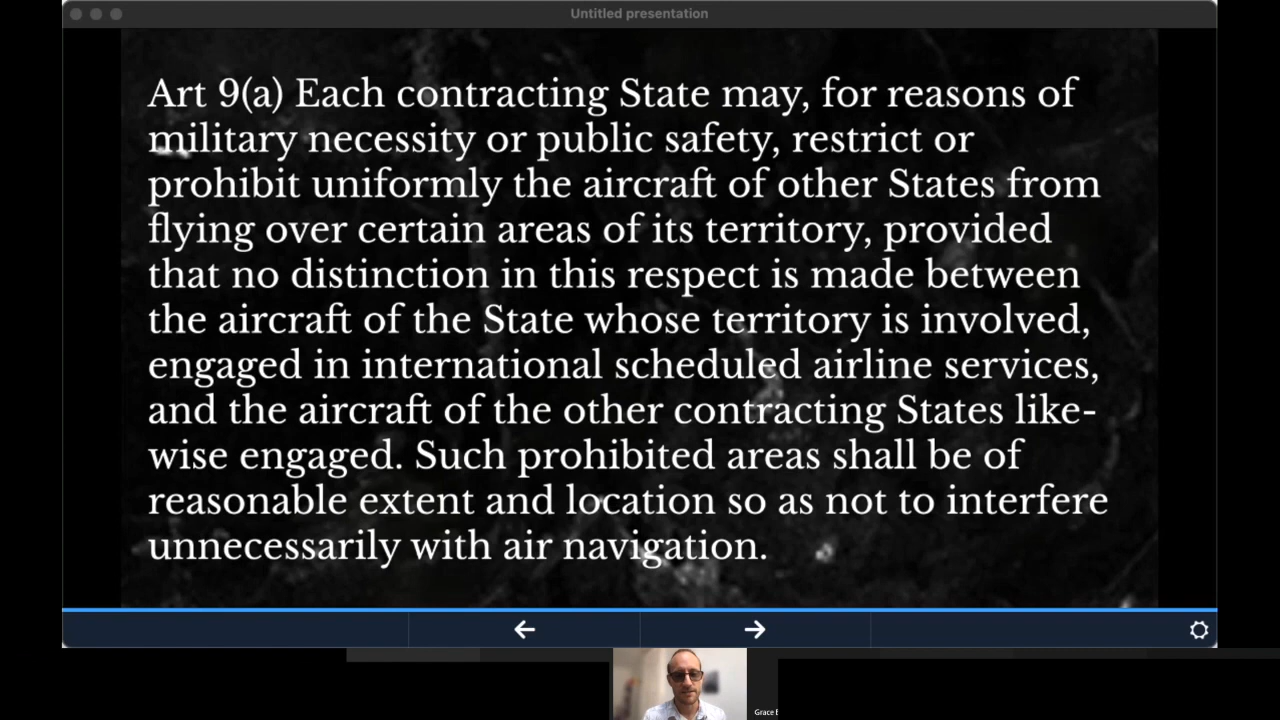 Untitled presentation
Art 9(a) Each contracting State may, for reasons of
military necessity or public safety, restrict or
prohibit uniformly the aircraft of other States from
flying over certain areas of its territory, provided
that no distinction in this respect is made between
the aircraft of the State whose territory is involved,
engaged in international scheduled airline services,
and the aircraft of the other contracting States like-
wise engaged. Such prohibited areas shall be of
reasonable extent and location so as not to interfere
unnecessarily with air navigation.
Grace